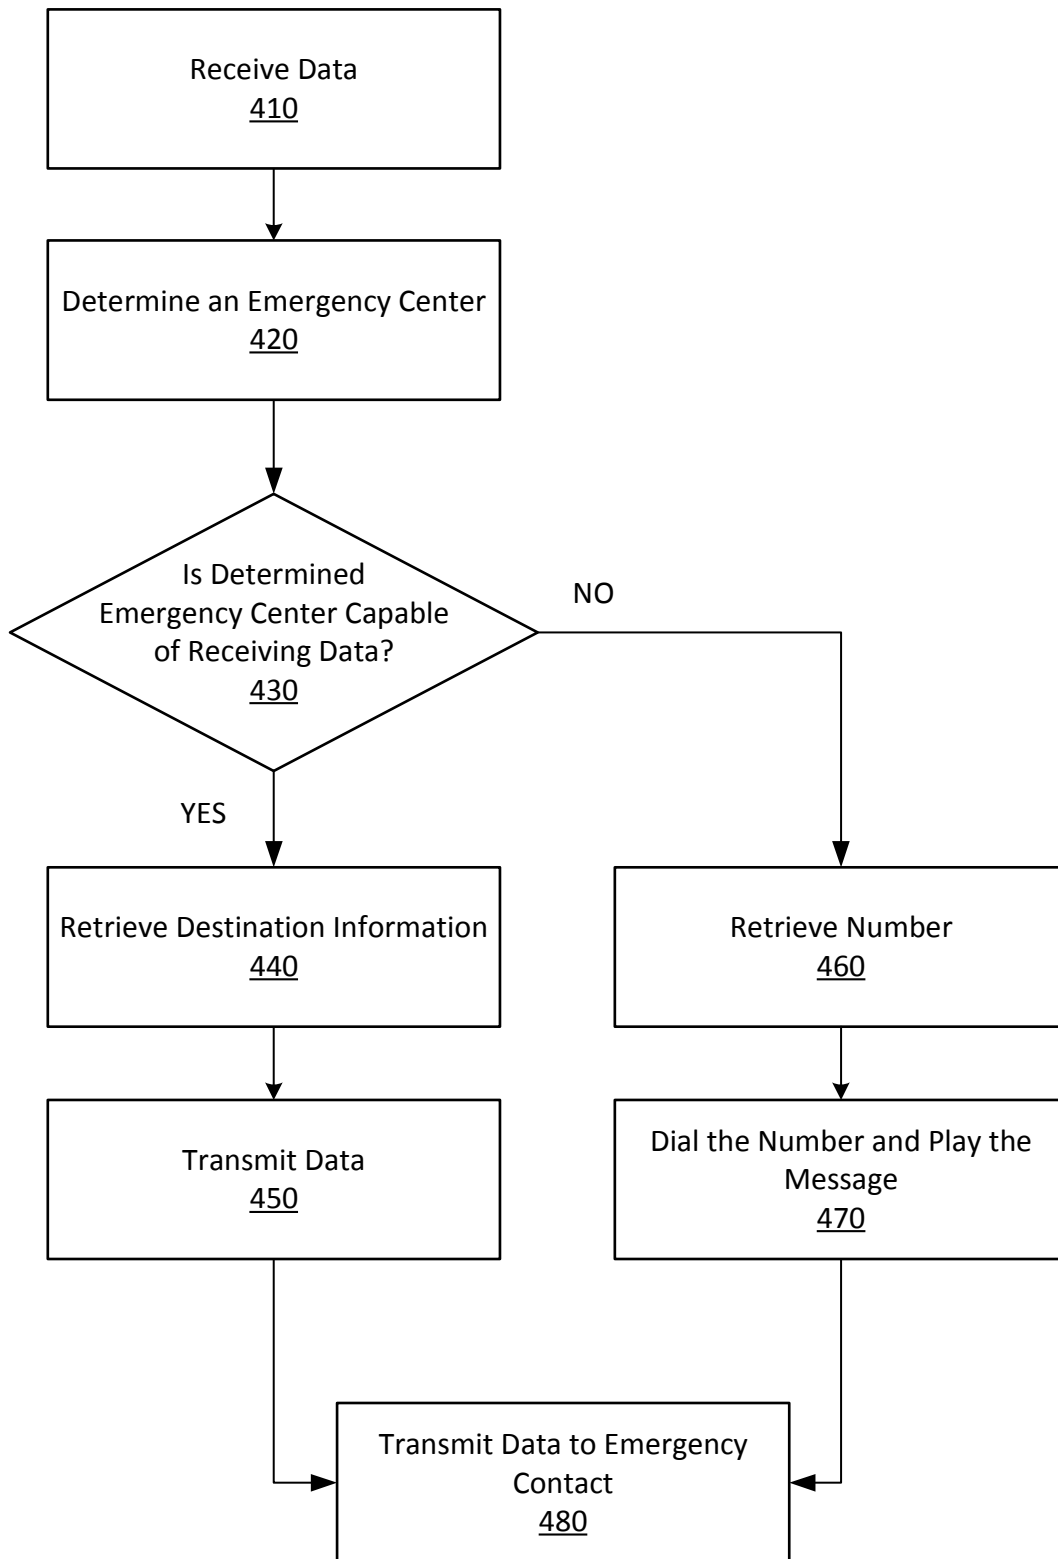 Receive Data
410
Determine an Emergency Center
420
Is Determined
Emergency Center Capable
of Receiving Data?
430
NO
YES
Retrieve Destination Information
440
Retrieve Number
460
Transmit Data
450
Dial the Number and Play the
Message
470
Transmit Data to Emergency
Contact
480